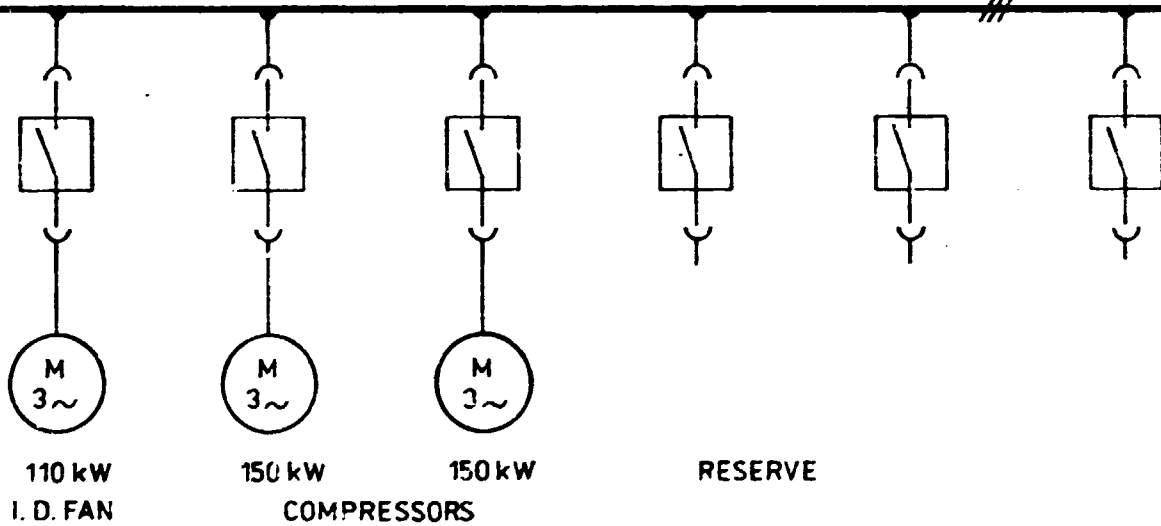 M
3~
M
3~
M
3~
110 kW
150 kW
150 kW
RESERVE
I. D. FAN
COMPRESSORS